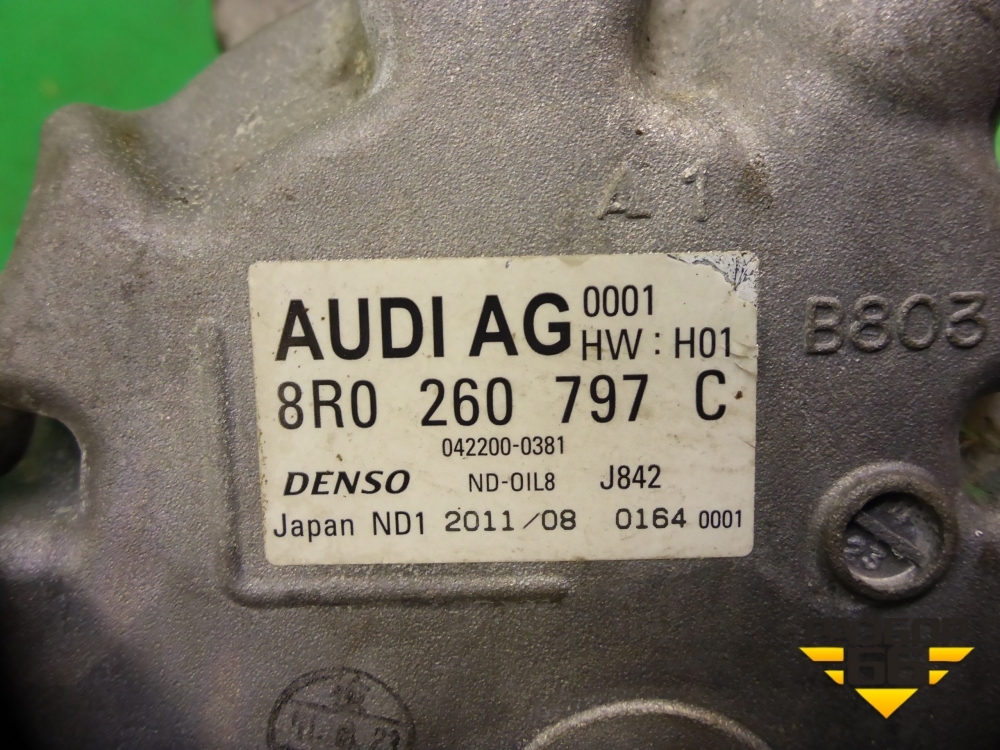 A1
B803
AUDI AG 0001
HW : H01
8R0 260 797 C
042200-0381
DENSO ND-OIL8 J842
Japan ND1 2011/08 0164 0001